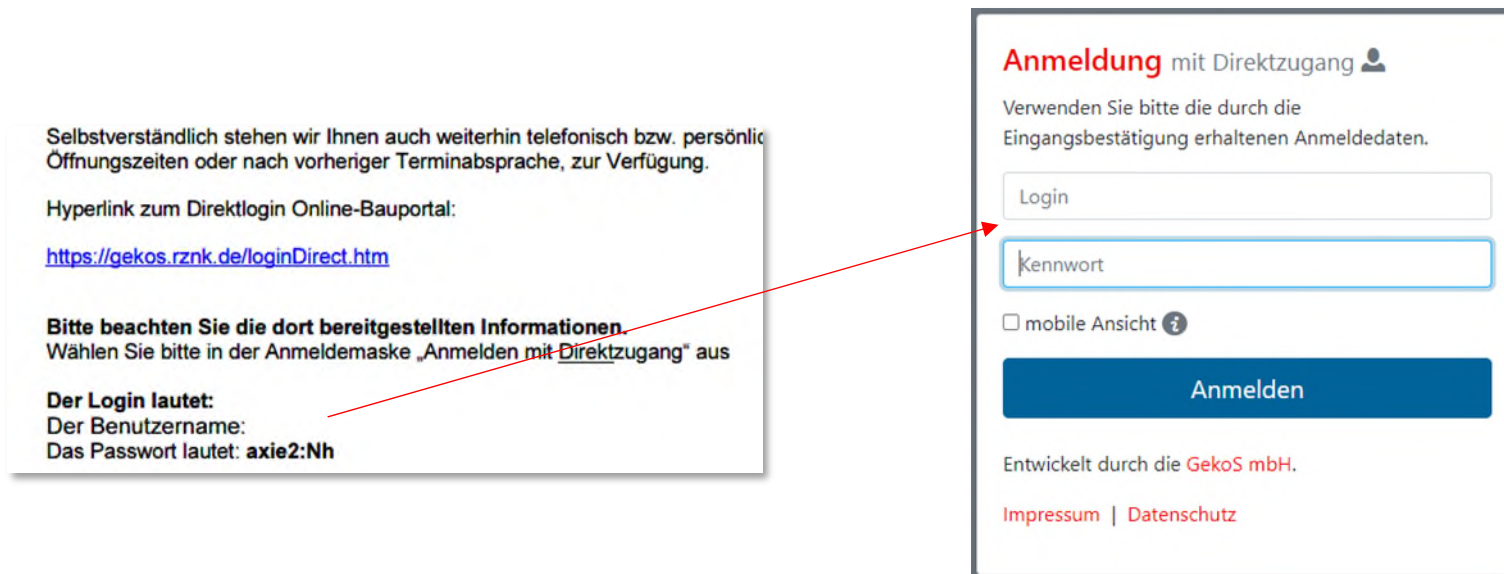 Selbstverständlich stehen wir Ihnen auch weiterhin telefonisch bzw.
Öffnungszeiten oder nach vorheriger Terminabsprache, zur Verfügung.
Hyperlink zum Direktlogin Online-Bauportal:
https://gekos.rznk.de/loginDirect.htm
Bitte beachten Sie die dort bereitgestellten Informationen.
Wählen Sie bitte in der Anmeldemaske „Anmelden mit Direktzugang“ aus
Der Login lautet:
Der Benutzername:
Das Passwort lautet: axie2:Nh
Anmeldung mit Direktzugang
Verwenden Sie bitte die durch die
Eingangsbestätigung erhaltenen Anmeldedaten.
Login
Kennwort
mobile Ansicht
Anmelden
Entwickelt durch die GekoS mbH.
Impressum | Datenschutz